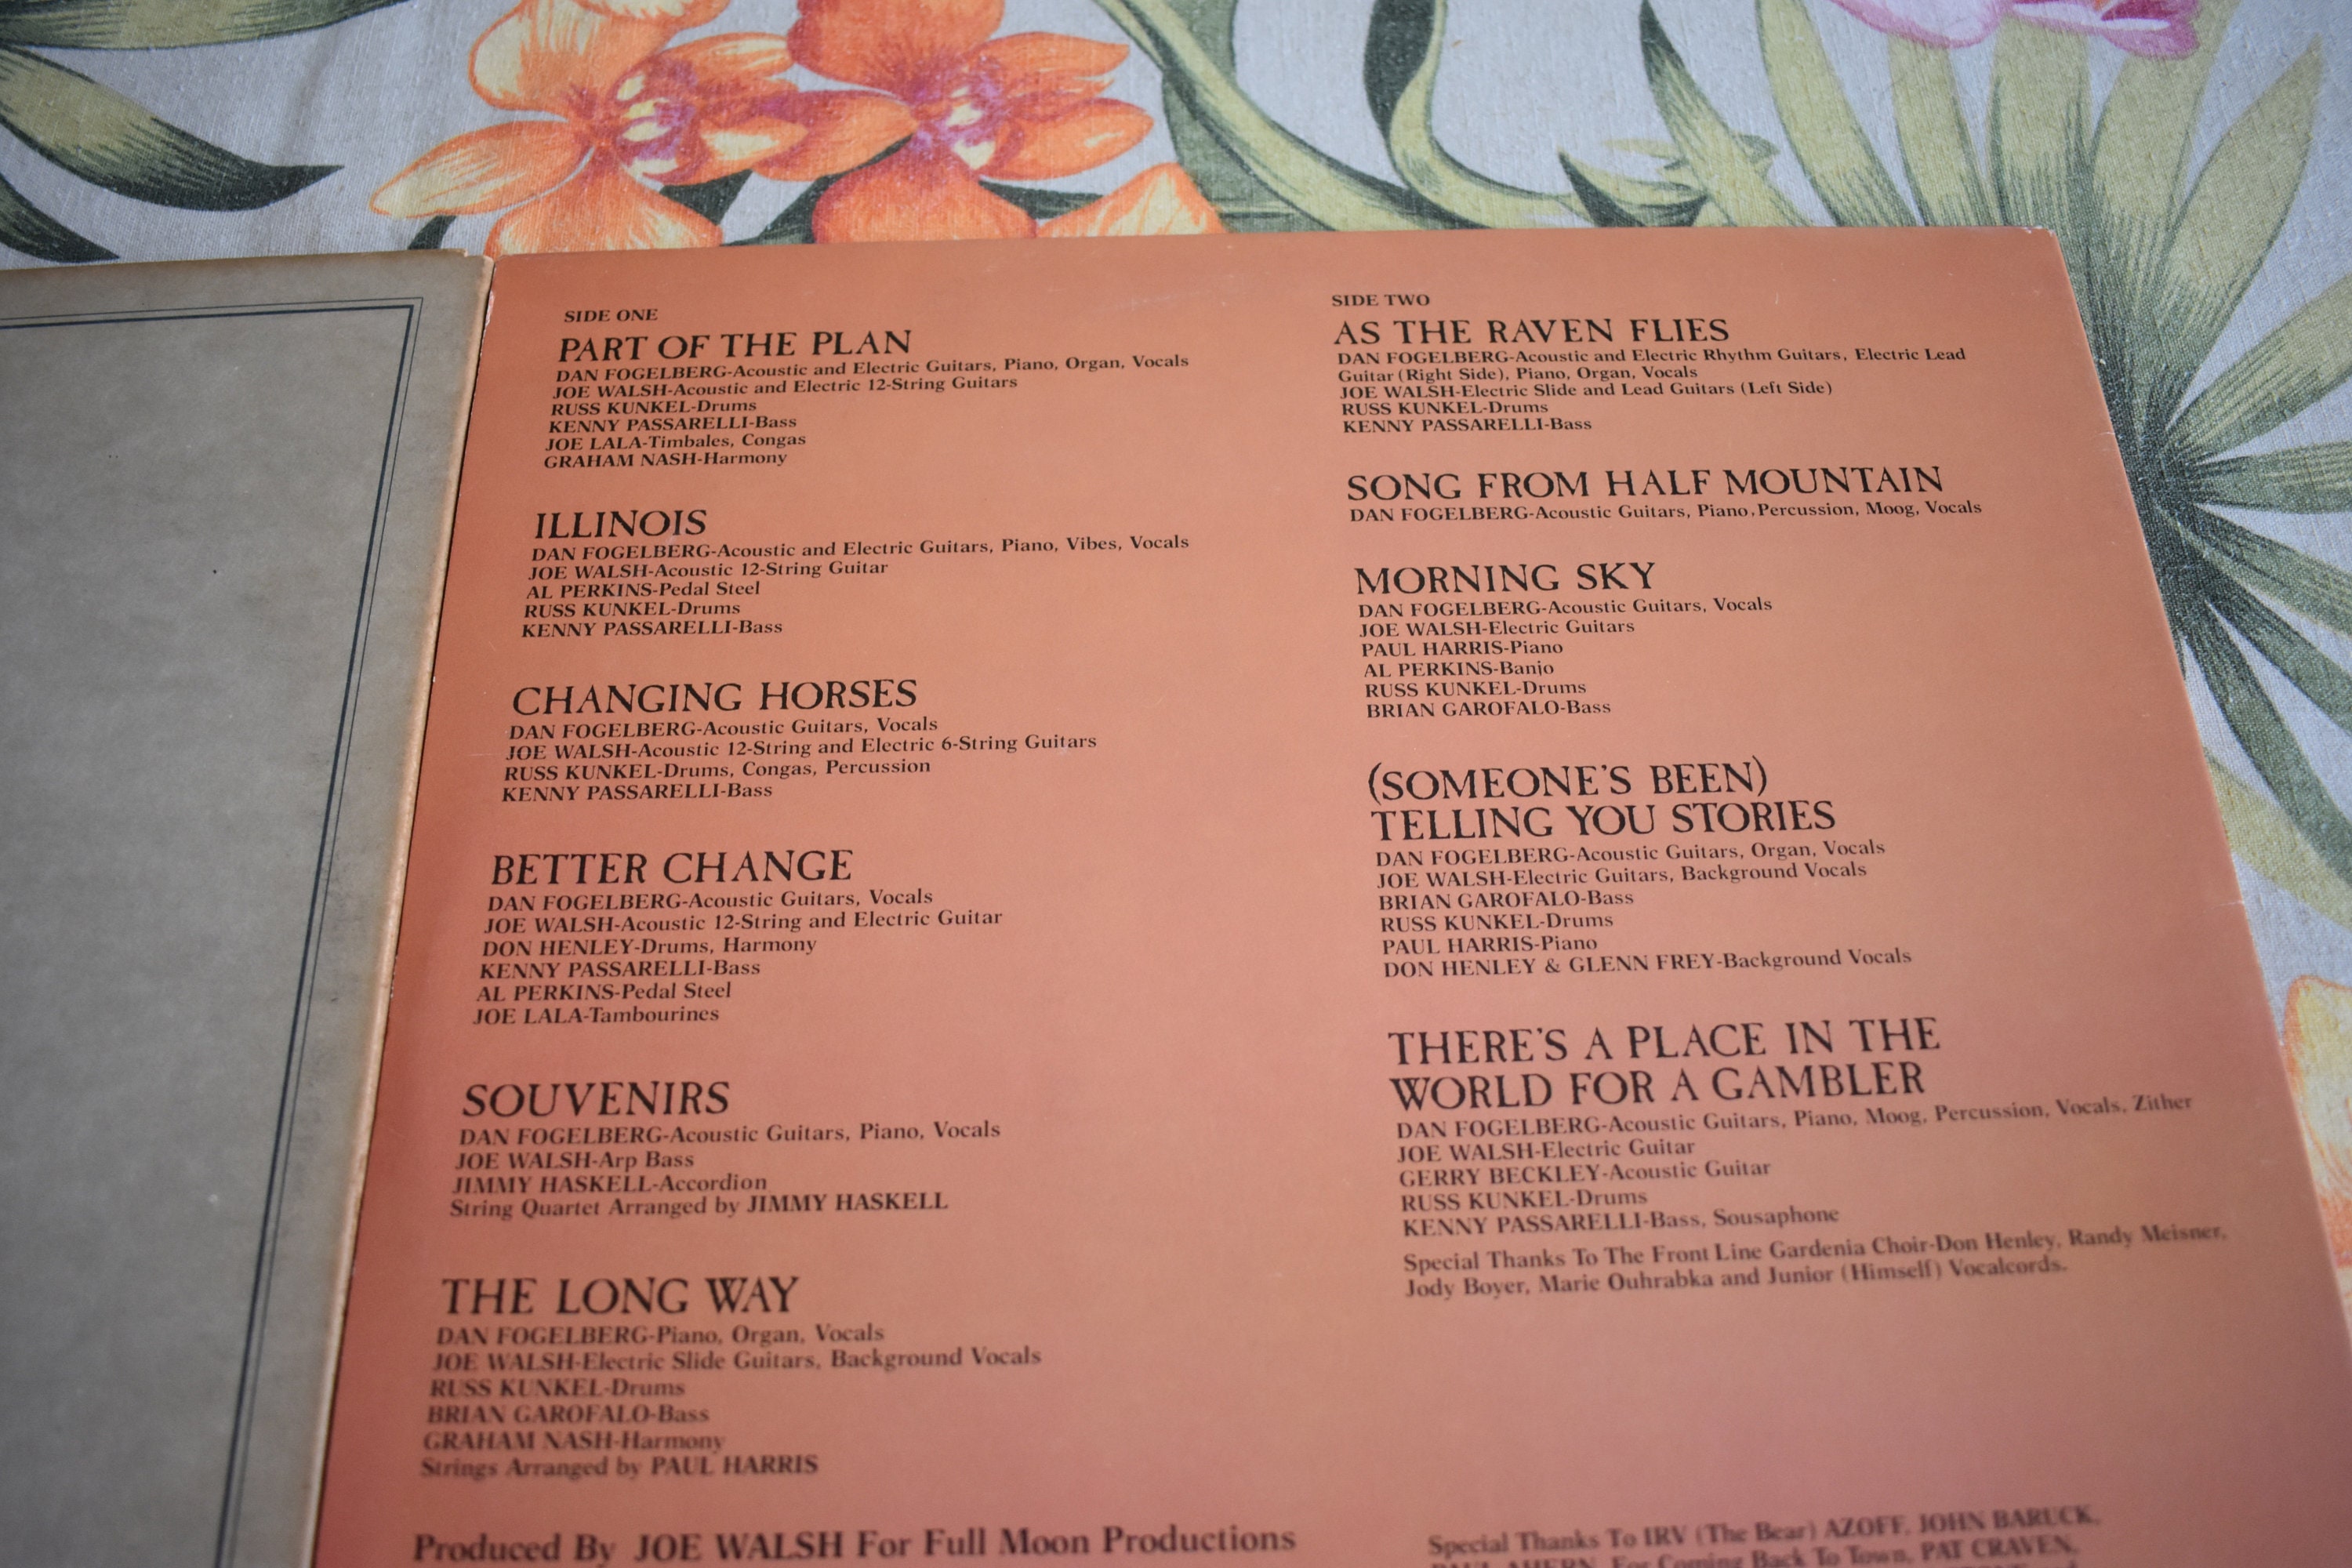 SIDE ONE
PART OF THE PLAN
DAN FOGELBERG-Acoustic and Electric Guitars, Piano, Organ, Vocals
JOE WALSH-Acoustic and Electric 12-String Guitars
RUSS KUNKEL-Drums
KENNY PASSARELLI-Bass
JOE LALA-Timbales, Congas
GRAHAM NASH-Harmony
ILLINOIS
DAN FOGELBERG-Acoustic and Electric Guitars, Piano, Vibes, Vocals
JOE WALSH-Acoustic 12-String Guitar
AL PERKINS-Pedal Steel
RUSS KUNKEL-Drums
KENNY PASSARELLI-Bass
CHANGING HORSES
DAN FOGELBERG-Acoustic Guitars, Vocals
JOE WALSH-Acoustic 12-String and Electric 6-String Guitars
RUSS KUNKEL-Drums, Congas, Percussion
KENNY PASSARELLI-Bass
BETTER CHANGE
DAN FOGELBERG-Acoustic Guitars, Vocals
JOE WALSH-Acoustic 12-String and Electric Guitar
DON HENLEY-Drums, Harmony
KENNY PASSARELLI-Bass
AL PERKINS-Pedal Steel
JOE LALA-Tambourines
SOUVENIRS
DAN FOGELBERG-Acoustic Guitars, Piano, Vocals
JOE WALSH-Arp Bass
JIMMY HASKELL-Accordion
String Quartet Arranged by JIMMY HASKELL
THE LONG WAY
DAN FOGELBERG-Piano, Organ, Vocals
JOE WALSH-Electric Slide Guitars, Background Vocals
RUSS KUNKEL-Drums
BRIAN GAROFALO-Bass
GRAHAM NASH-Harmony
Strings Arranged by PAUL HARRIS
Produced By JOE WALSH For Full Moon Productions
SIDE TWO
AS THE RAVEN FLIES
DAN FOGELBERG-Acoustic and Electric Rhythm Guitars, Electric Lead
Guitar (Right Side), Piano, Organ, Vocals
JOE WALSH-Electric Slide and Lead Guitars (Left Side)
RUSS KUNKEL-Drums
KENNY PASSARELLI-Bass
SONG FROM HALF MOUNTAIN
DAN FOGELBERG-Acoustic Guitars, Piano, Percussion, Moog, Vocals
MORNING SKY
DAN FOGELBERG-Acoustic Guitars, Vocals
JOE WALSH-Electric Guitars
PAUL HARRIS-Piano
AL PERKINS-Banjo
RUSS KUNKEL-Drums
BRIAN GAROFALO-Bass
(SOMEONE'S BEEN)
TELLING YOU STORIES
DAN FOGELBERG-Acoustic Guitars, Organ, Vocals
JOE WALSH-Electric Guitars, Background Vocals
BRIAN GAROFALO-Bass
RUSS KUNKEL-Drums
PAUL HARRIS-Piano
DON HENLEY & GLENN FREY-Background Vocals
THERE'S A PLACE IN THE
WORLD FOR A GAMBLER
DAN FOGELBERG-Acoustic Guitars, Piano, Moog, Percussion, Vocals, Zither
JOE WALSH-Electric Guitar
GERRY BECKLEY-Acoustic Guitar
RUSS KUNKEL-Drums
KENNY PASSARELLI-Bass, Sousaphone
Special Thanks To The Front Line Gardenia Choir-Don Henley, Randy Meisner,
Jody Boyer, Marie Ouhrabka and Junior (Himself) Vocalcords.
Special Thanks To IRV (The Bear) AZOFF, JOHN BARUCK,
PAUL AHERN, For Coming Back To Town, PAT CRAVEN,